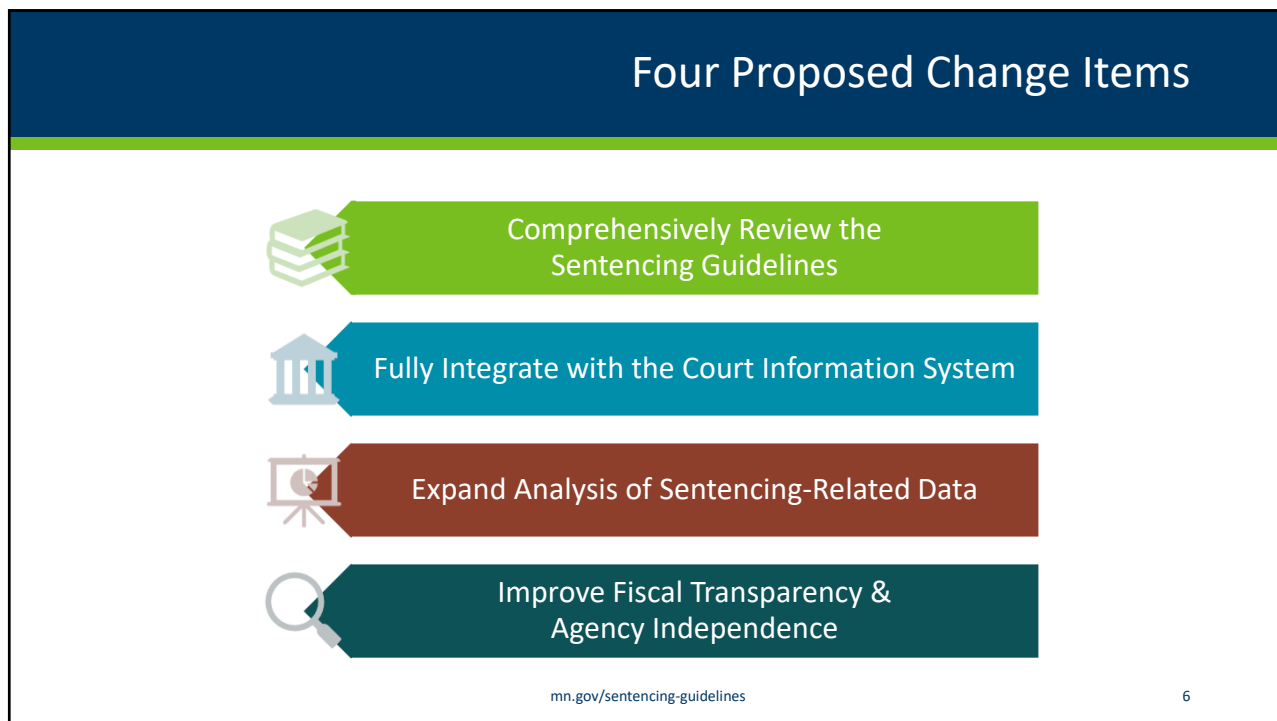 Four Proposed Change Items
Comprehensively Review the
Sentencing Guidelines
Fully Integrate with the Court Information System
Expand Analysis of Sentencing-Related Data
Improve Fiscal Transparency &
Agency Independence
mn.gov/sentencing-guidelines
6